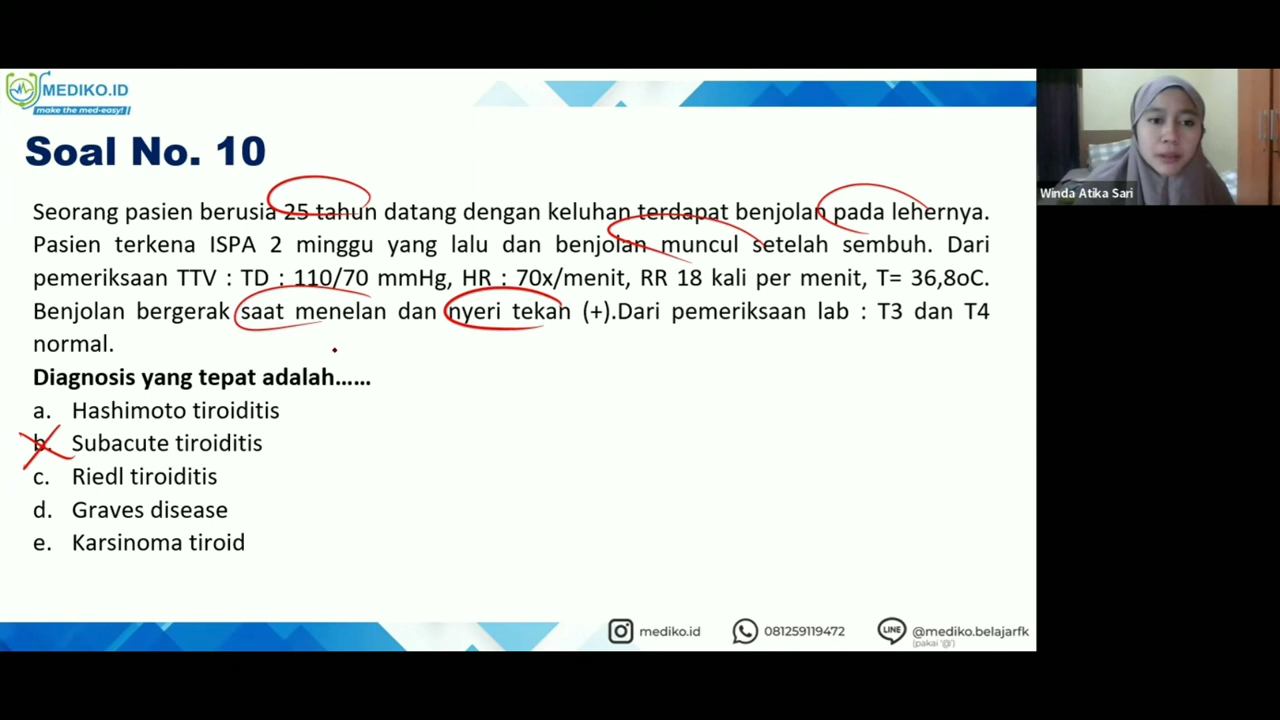 MEDIKO.ID
make the med-easy!
Soal No. 10
Seorang pasien berusia 25 tahun datang dengan keluhan terdapat benjolan pada lehernya.
Pasien terkena ISPA 2 minggu yang lalu dan benjolan muncul setelah sembuh. Dari
pemeriksaan TTV : TD : 110/70 mmHg, HR : 70x/menit, RR 18 kali per menit, T= 36,8oC.
Benjolan bergerak saat menelan dan nyeri tekan (+).Dari pemeriksaan lab : T3 dan T4
normal.
Diagnosis yang tepat adalah......
a. Hashimoto tiroiditis
b. Subacute tiroiditis
c. Riedl tiroiditis
d. Graves disease
e. Karsinoma tiroid
Winda Atika Sari
mediko.id
081259119472
LINE
@mediko.belajarfk
(pakai '@')